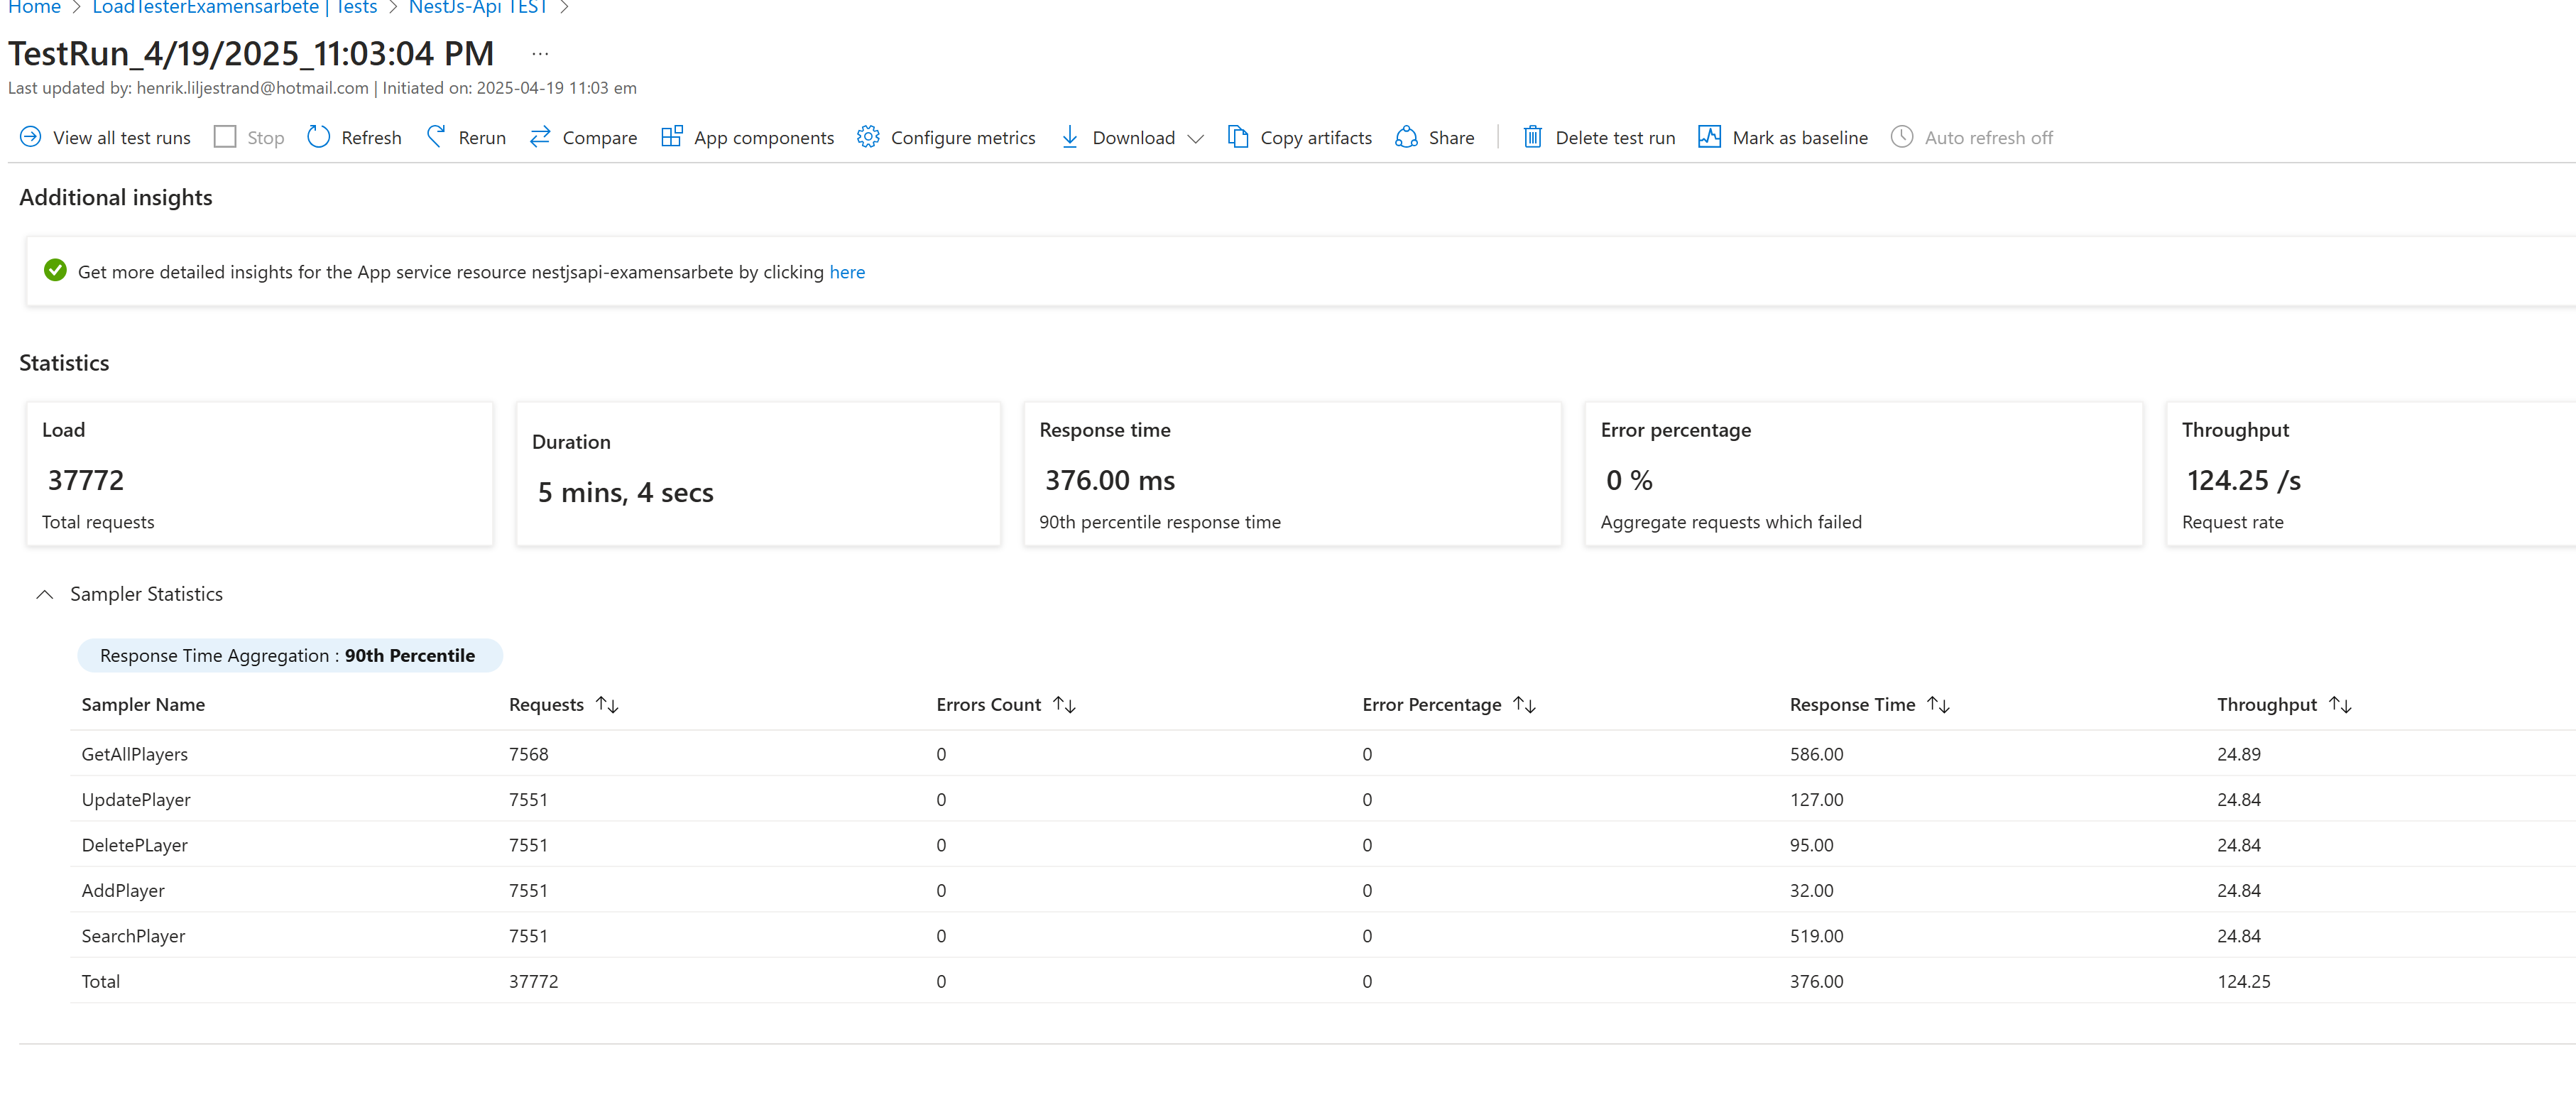 Home > LoadTesterExamensarbete | Tests > NestJs-Api TEST >
TestRun_4/19/2025_11:03:04 PM ...
Last updated by: henrik.liljestrand@hotmail.com | Initiated on: 2025-04-19 11:03 em
View all test runs Stop Refresh Rerun Compare App components Configure metrics Download Copy artifacts Share Delete test run Mark as baseline Auto refresh off
Additional insights
Get more detailed insights for the App service resource nestjsapi-examensarbete by clicking here
Statistics
Load
37772
Total requests
Duration
5 mins, 4 secs
Response time
376.00 ms
90th percentile response time
Error percentage
0 %
Aggregate requests which failed
Throughput
124.25 /s
Request rate
Sampler Statistics
Response Time Aggregation : 90th Percentile
Sampler Name Requests ↑↓ Errors Count ↑↓ Error Percentage ↑↓ Response Time ↑↓ Throughput ↑↓
GetAllPlayers 7568 0 0 586.00 24.89
UpdatePlayer 7551 0 0 127.00 24.84
DeletePLayer 7551 0 0 95.00 24.84
AddPlayer 7551 0 0 32.00 24.84
SearchPlayer 7551 0 0 519.00 24.84
Total 37772 0 0 376.00 124.25